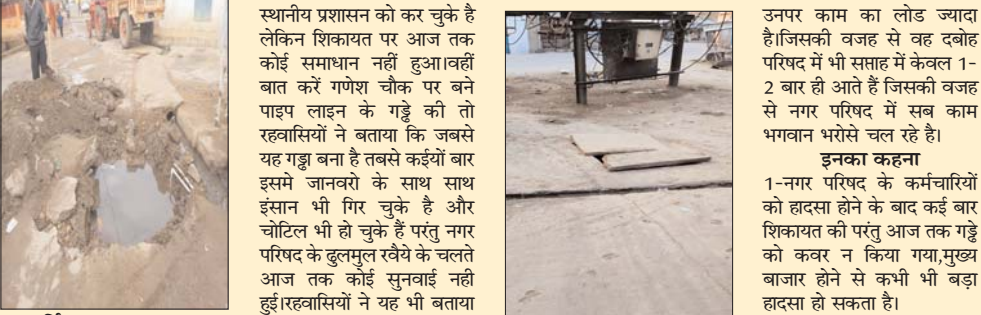 स्थानीय प्रशासन को कर चुके है
लेकिन शिकायत पर आज तक
कोई समाधान नहीं हुआ।वहीं
बात करें गणेश चौक पर बने
पाइप लाइन के गड्ढे की तो
रहवासियों ने बताया कि जबसे
यह गड्ढा बना है तबसे कईयों बार
इसमे जानवरो के साथ साथ
इंसान भी गिर चुके है और
चोटिल भी हो चुके हैं परंतु नगर
परिषद के ढुलमुल रवैये के चलते
आज तक कोई सुनवाई नही
हुई।रहवासियों ने यह भी बताया
उनपर काम का लोड ज्यादा
है।जिसकी वजह से वह दबोह
परिषद में भी सप्ताह में केवल 1-
2 बार ही आते हैं जिसकी वजह
से नगर परिषद में सब काम
भगवान भरोसे चल रहे है।
इनका कहना
1-नगर परिषद के कर्मचारियों
को हादसा होने के बाद कई बार
शिकायत की परंतु आज तक गड्ढे
को कवर न किया गया,मुख्य
बाजार होने से कभी भी बड़ा
हादसा हो सकता है।